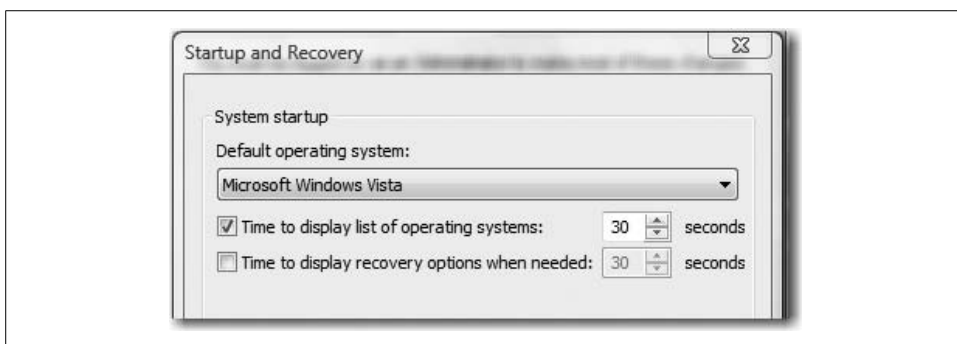 Startup and Recovery
System startup
Default operating system:
Microsoft Windows Vista
Time to display list of operating systems: 30 seconds
Time to display recovery options when needed: 30 seconds